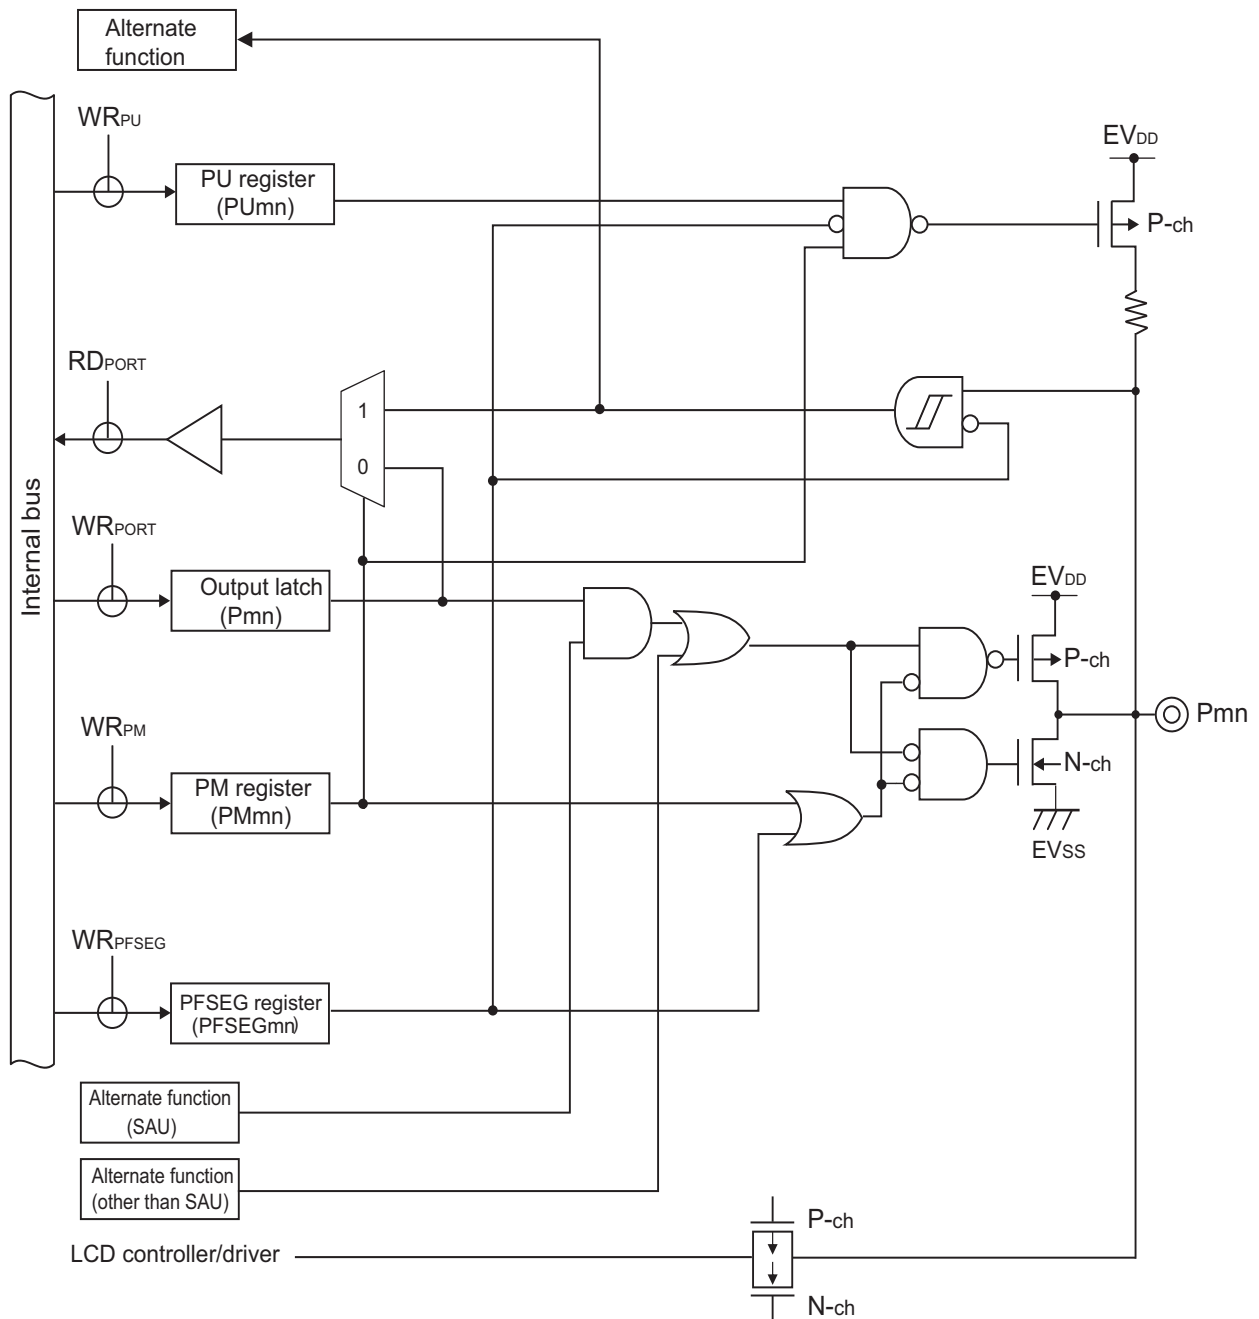 Alternate
function
WRPU
EVDD
PU register
(PUmn)
P-ch
RDPORT
1
0
Internal bus
WRPORT
Output latch
(Pmn)
EVDD
P-ch
Pmn
WRPM
PM register
(PMmn)
N-ch
EVSS
WRPFSEG
PFSEG register
(PFSEGmn)
Alternate function
(SAU)
Alternate function
(other than SAU)
P-ch
LCD controller/driver
N-ch